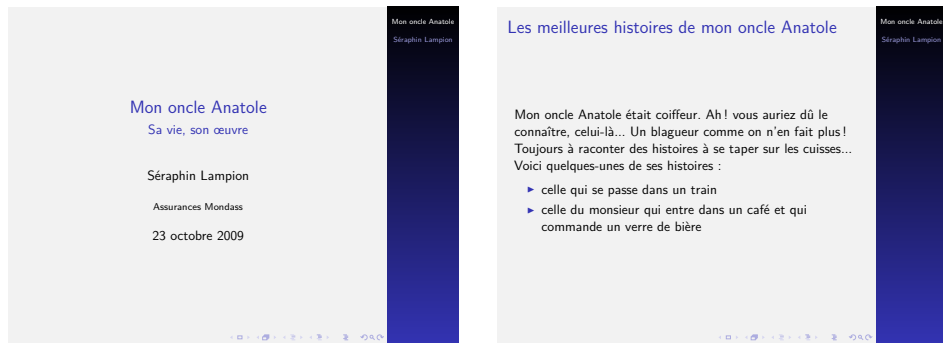 Mon oncle Anatole
Sa vie, son œuvre
Séraphin Lampion
Assurances Mondass
23 octobre 2009
Mon oncle Anatole
Séraphin Lampion
Les meilleures histoires de mon oncle Anatole
Mon oncle Anatole était coiffeur. Ah ! vous auriez dû le
connaître, celui-là... Un blagueur comme on n'en fait plus !
Toujours à raconter des histoires à se taper sur les cuisses...
Voici quelques-unes de ses histoires :
celle qui se passe dans un train
celle du monsieur qui entre dans un café et qui
commande un verre de bière
Mon oncle Anatole
Séraphin Lampion